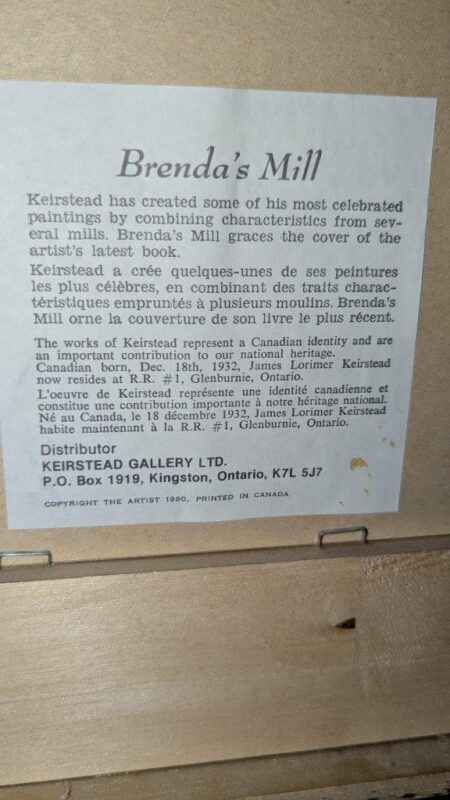 Brenda's Mill
Keirstead has created some of his most celebrated
paintings by combining characteristics from sev-
eral mills. Brenda's Mill graces the cover of the
artist's latest book.
Keirstead a crée quelques-unes de ses peintures
les plus célèbres, en combinant des traits charac-
téristiques empruntés à plusieurs moulins. Brenda's
Mill orne la couverture de son livre le plus récent.
The works of Keirstead represent a Canadian identity and are
an important contribution to our national heritage.
Canadian born, Dec. 18th, 1932, James Lorimer Keirstead
now resides at R.R. #1, Glenburnie, Ontario.
L'oeuvre de Keirstead représente une identité canadienne et
constitue une contribution importante à notre héritage national.
Né au Canada, le 18 décembre 1932, James Lorimer Keirstead
habite maintenant à la R.R. #1, Glenburnie, Ontario.
Distributor
KEIRSTEAD GALLERY LTD.
P.O. Box 1919, Kingston, Ontario, K7L 5J7
COPYRIGHT THE ARTIST 1980, PRINTED IN CANADA